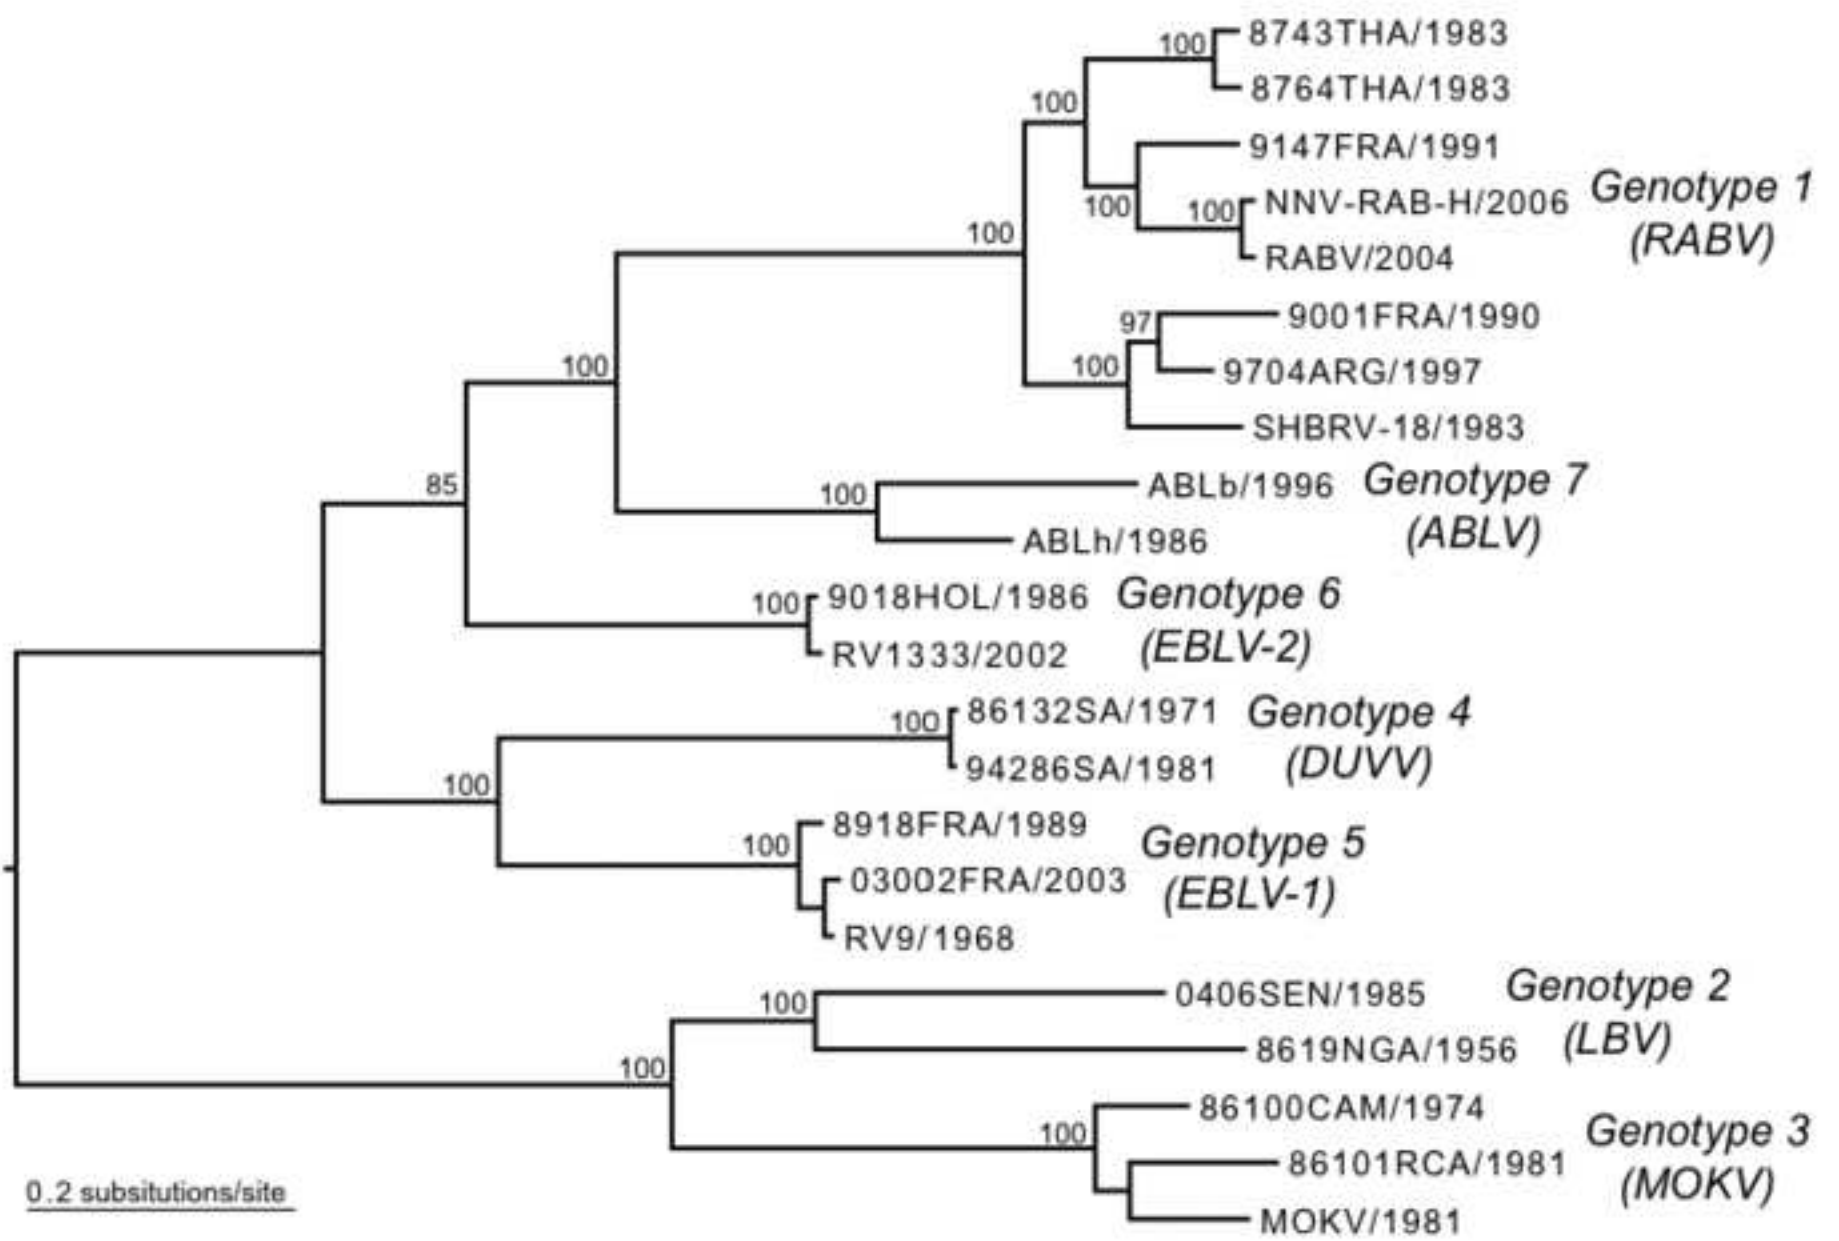 100 8743THA/1983
8764THA/1983
100
9147FRA/1991
100 100 NNV-RAB-H/2006
RABV/2004
Genotype 1
(RABV)
100
97 9001FRA/1990
100 9704ARG/1997
SHBRV-18/1983
100
85
100 ABLb/1996
ABLh/1986
Genotype 7
(ABLV)
100 9018HOL/1986
RV1333/2002
Genotype 6
(EBLV-2)
100 86132SA/1971
94286SA/1981
Genotype 4
(DUVV)
100
100 8918FRA/1989
03002FRA/2003
RV9/1968
Genotype 5
(EBLV-1)
100 0406SEN/1985
8619NGA/1956
Genotype 2
(LBV)
100
86100CAM/1974
100 86101RCA/1981
MOKV/1981
Genotype 3
(MOKV)
0.2 subsitutions/site